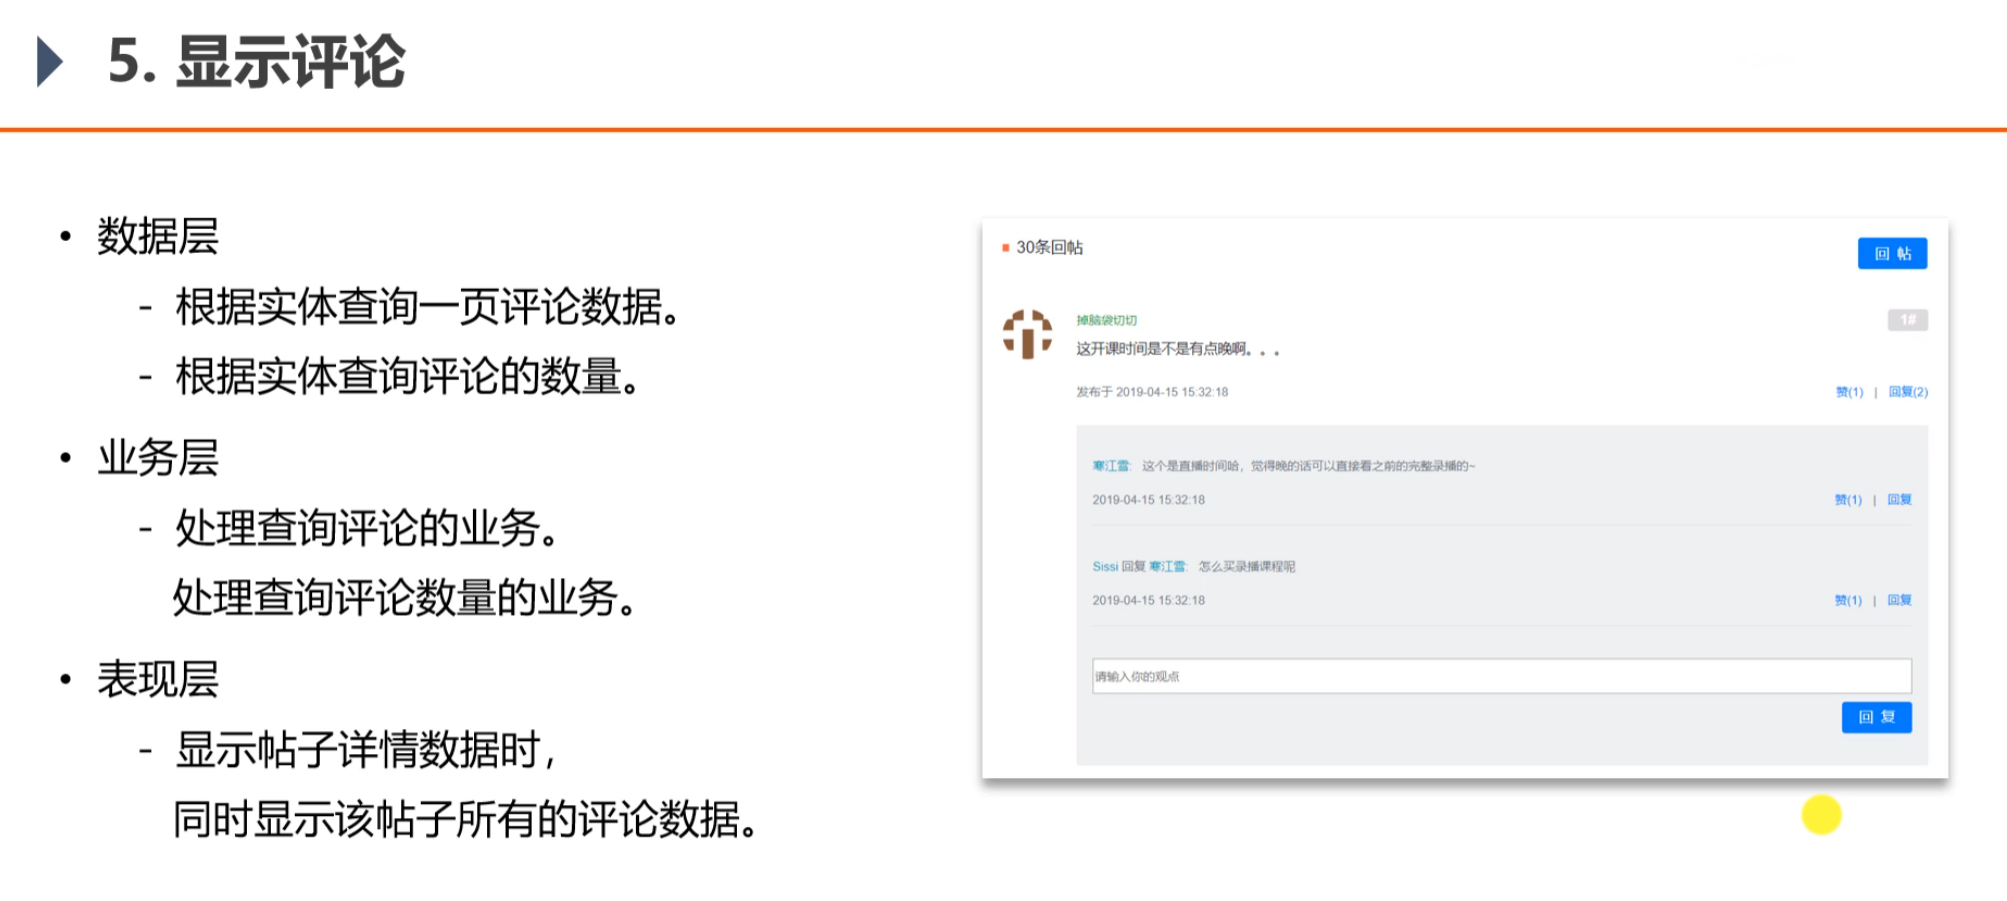 5. 显示评论
• 数据层
- 根据实体查询一页评论数据。
- 根据实体查询评论的数量。
• 业务层
- 处理查询评论的业务。
处理查询评论数量的业务。
• 表现层
- 显示帖子详情数据时，
同时显示该帖子所有的评论数据。
30条回帖
回 帖
掉脑袋切切
1#
这开课时间是不是有点晚啊。。。
发布于 2019-04-15 15:32:18
赞(1) | 回复(2)
寒江雪: 这个是直播时间哈，觉得晚的话可以直接看之前的完整录播的~
2019-04-15 15:32:18
赞(1) | 回复
Sissi 回复 寒江雪: 怎么买录播课程呢
2019-04-15 15:32:18
赞(1) | 回复
请输入你的观点
回 复